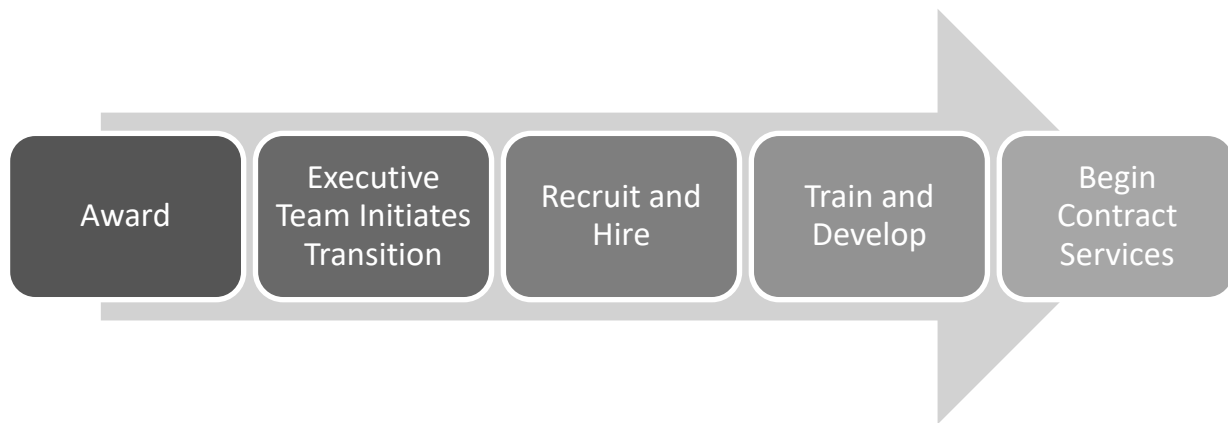 Award
Executive
Team Initiates
Transition
Recruit and
Hire
Train and
Develop
Begin
Contract
Services